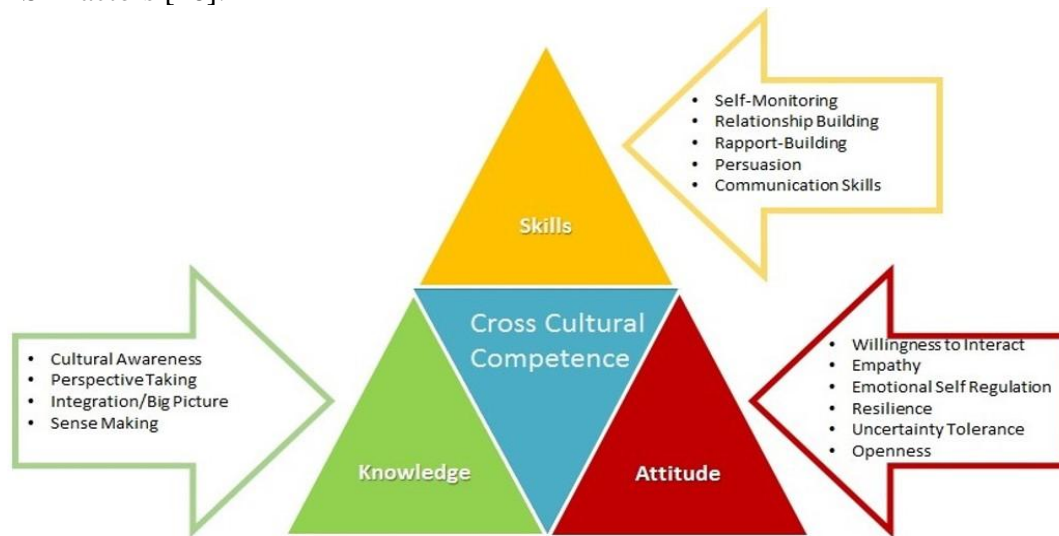 • Self-Monitoring
• Relationship Building
• Rapport-Building
• Persuasion
• Communication Skills
Skills
Cross Cultural
Competence
• Cultural Awareness
• Perspective Taking
• Integration/Big Picture
• Sense Making
• Willingness to Interact
• Empathy
• Emotional Self Regulation
• Resilience
• Uncertainty Tolerance
• Openness
Knowledge
Attitude